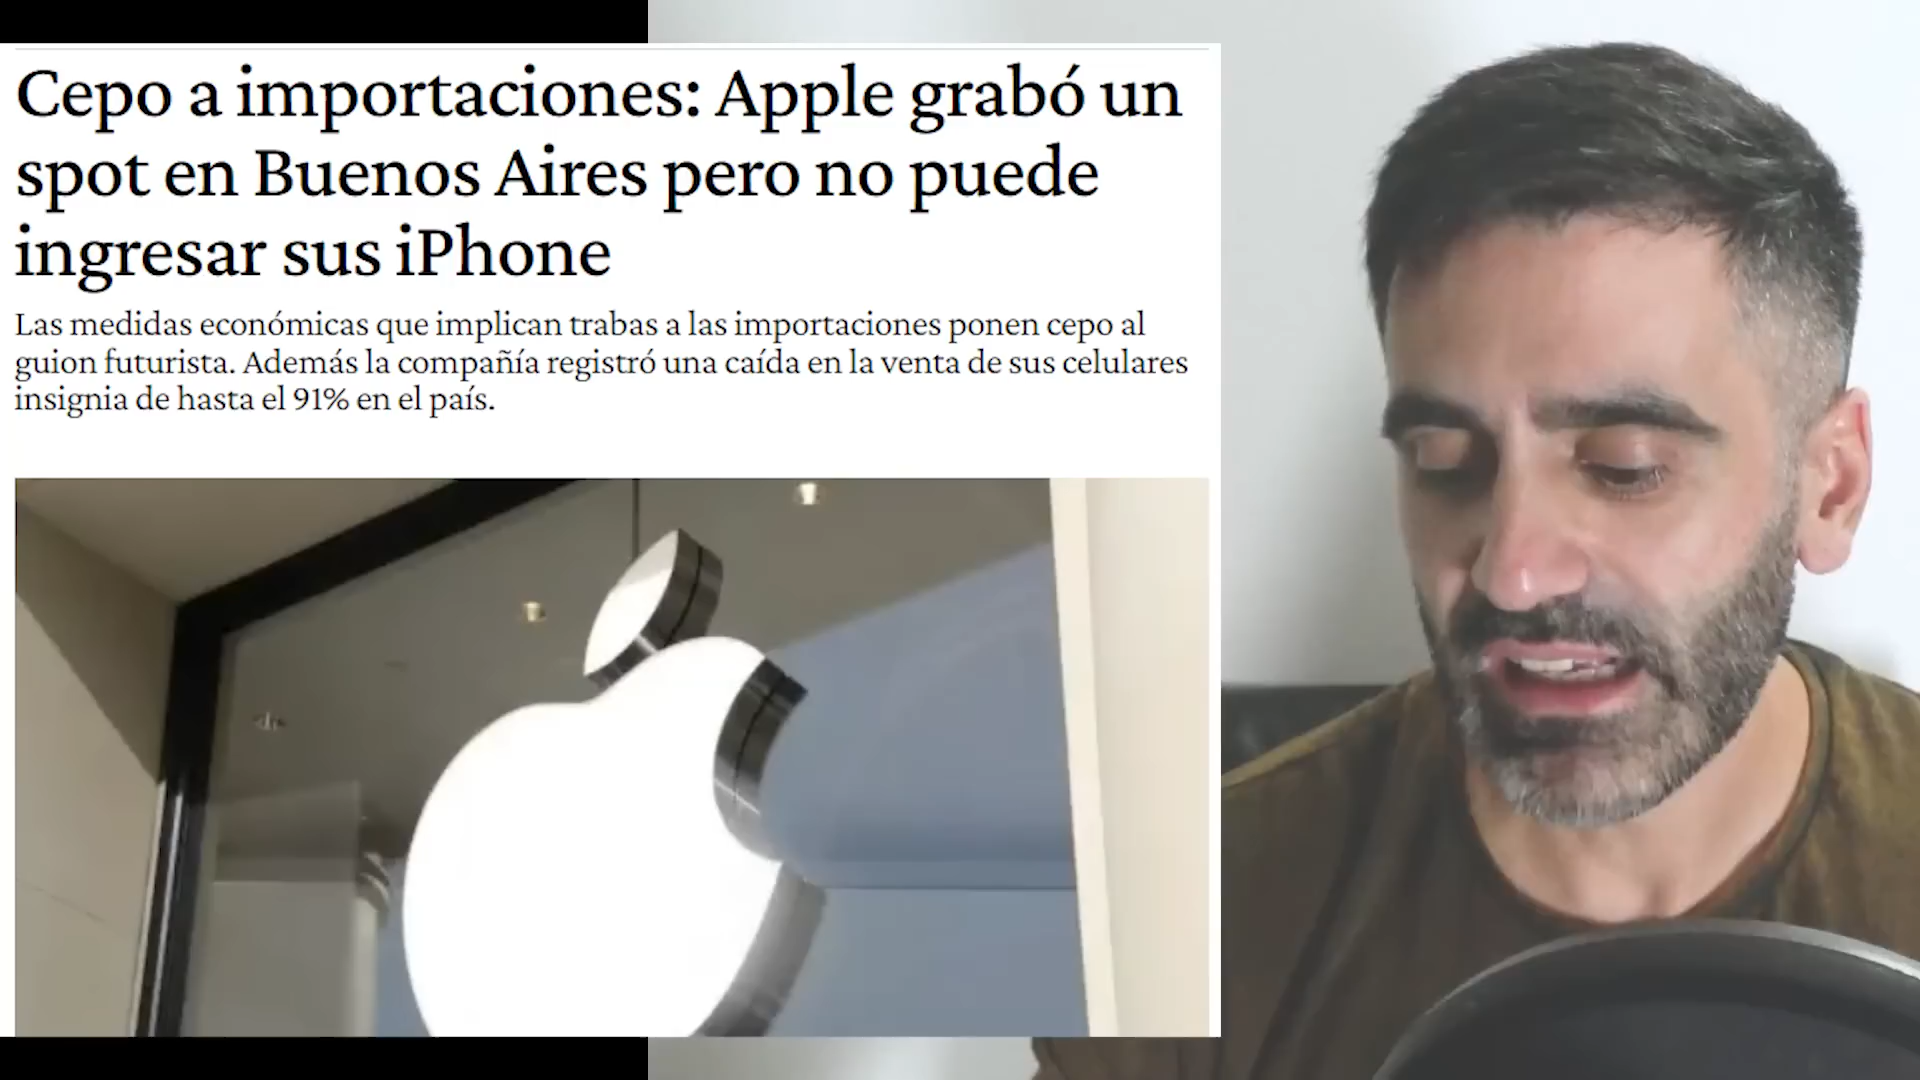 Cepo a importaciones: Apple grabó un
spot en Buenos Aires pero no puede
ingresar sus iPhone
Las medidas económicas que implican trabas a las importaciones ponen cepo al
guion futurista. Además la compañía registró una caída en la venta de sus celulares
insignia de hasta el 91% en el país.